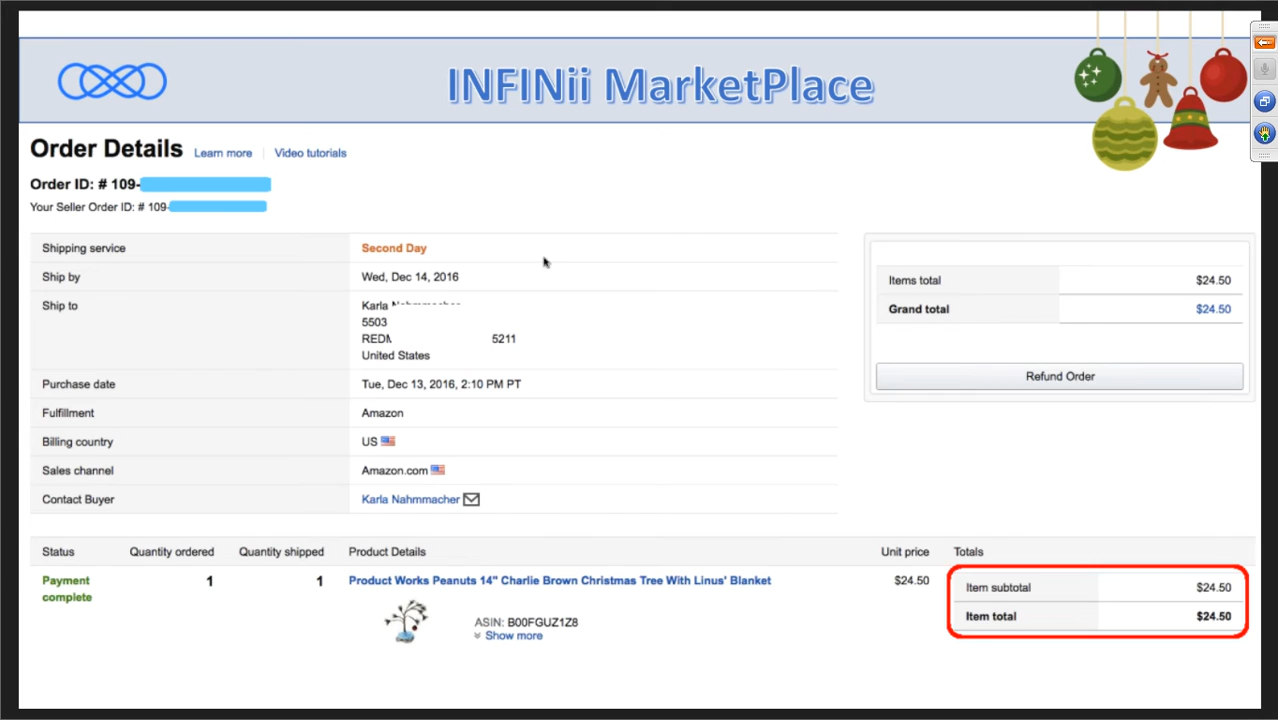 INFINii MarketPlace
Order Details Learn more Video tutorials
Order ID: # 109-
Your Seller Order ID: # 109-
Shipping service Second Day
Ship by Wed, Dec 14, 2016
Ship to Karla
5503
5211
United States
Purchase date Tue, Dec 13, 2016, 2:10 PM PT
Fulfillment Amazon
Billing country US
Sales channel Amazon.com
Contact Buyer Karla Nahmmacher
Items total $24.50
Grand total $24.50
Refund Order
Status Quantity ordered Quantity shipped Product Details Unit price Totals
Payment complete 1 1 Product Works Peanuts 14" Charlie Brown Christmas Tree With Linus' Blanket $24.50
ASIN: B00FGUZ1Z8
Show more
Item subtotal $24.50
Item total $24.50